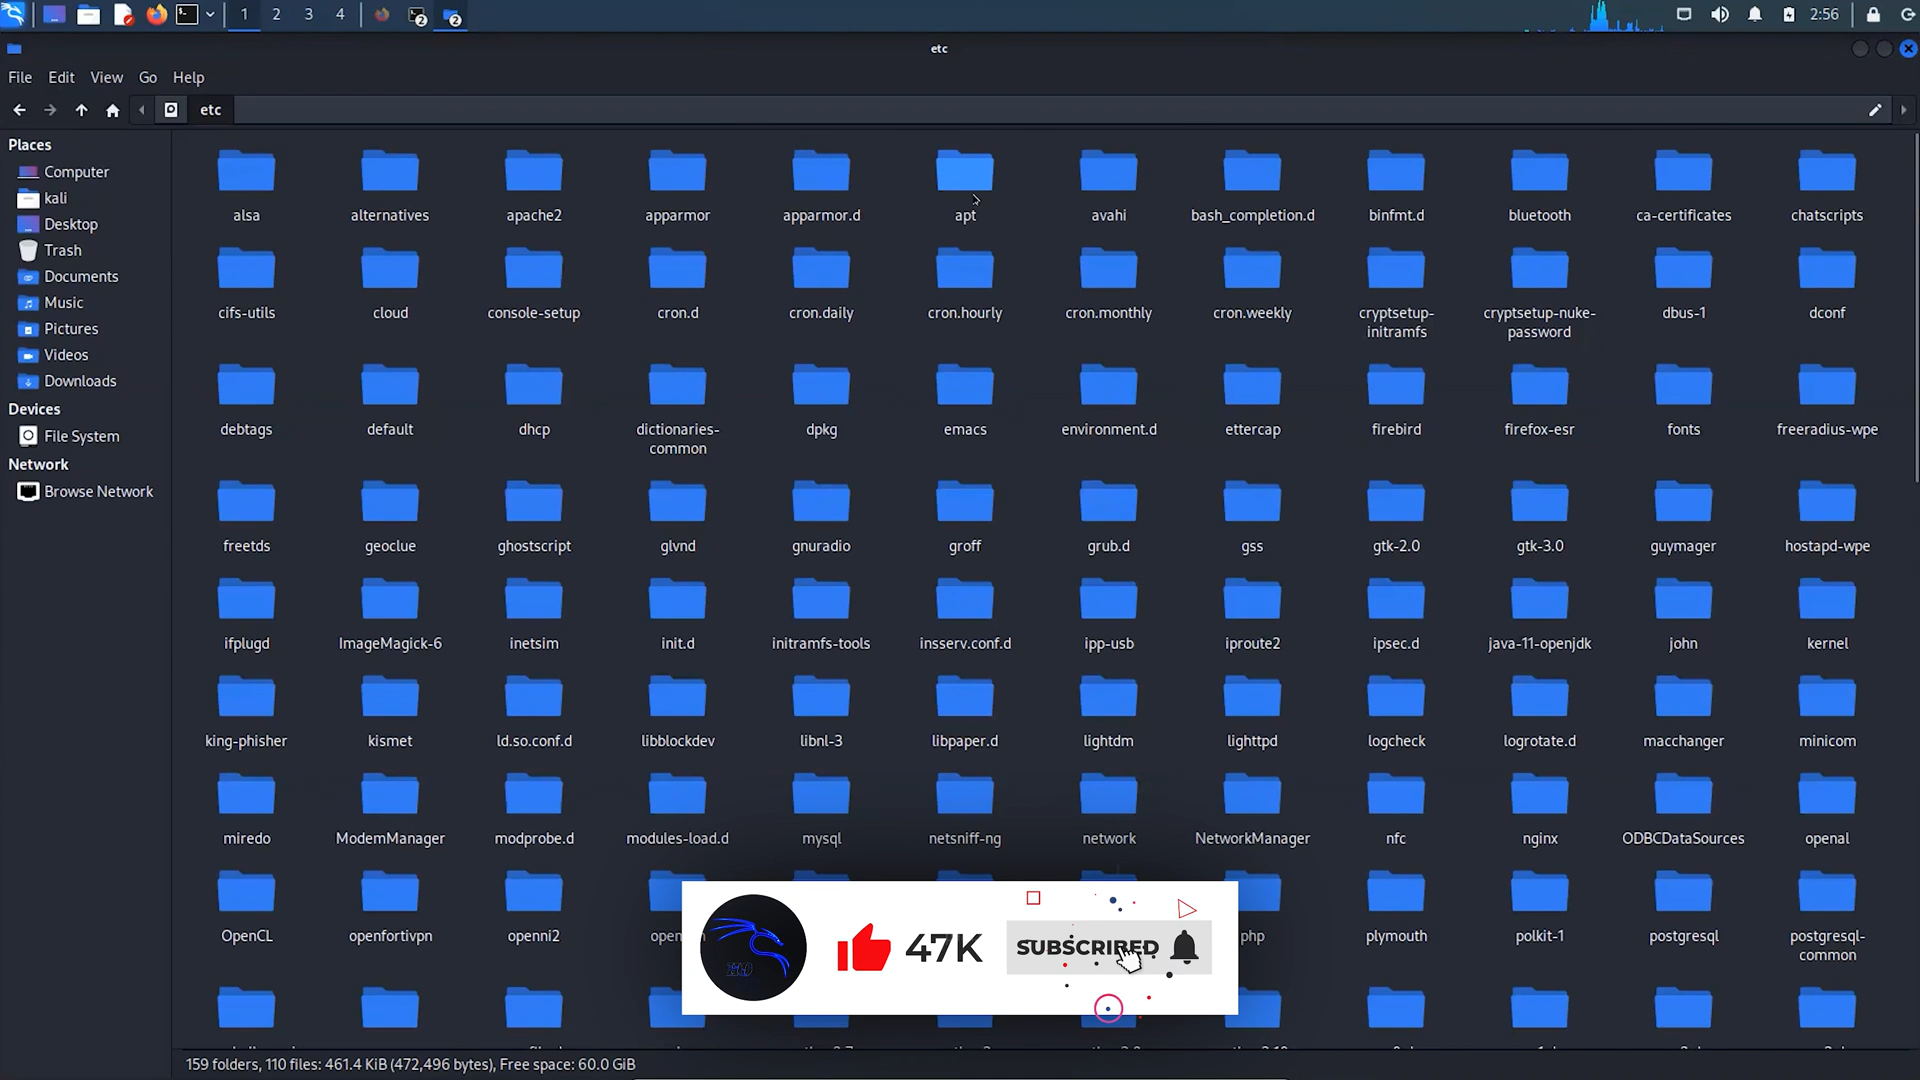 1 2 3 4 2 2 2:56
etc
File Edit View Go Help
etc
Places
Computer
kali
Desktop
Trash
Documents
Music
Pictures
Videos
Downloads
Devices
File System
Network
Browse Network
alsa alternatives apache2 apparmor apparmor.d apt avahi bash_completion.d binfmt.d bluetooth ca-certificates chatscripts
cifs-utils cloud console-setup cron.d cron.daily cron.hourly cron.monthly cron.weekly cryptsetup- cryptsetup-nuke- dbus-1 dconf
initramfs password
debtags default dhcp dictionaries- dpkg emacs environment.d ettercap firebird firefox-esr fonts freeradius-wpe
common
freetds geoclue ghostscript glvnd gnuradio groff grub.d gss gtk-2.0 gtk-3.0 guymager hostapd-wpe
ifplugd ImageMagick-6 inetsim init.d initramfs-tools insserv.conf.d ipp-usb iproute2 ipsec.d java-11-openjdk john kernel
king-phisher kismet ld.so.conf.d libblockdev libnl-3 libpaper.d lightdm lighttpd logcheck logrotate.d macchanger minicom
miredo ModemManager modprobe.d modules-load.d mysql netsniff-ng network NetworkManager nfc nginx ODBCDataSources openal
OpenCL openfortivpn openni2 php plymouth polkit-1 postgresql postgresql-
common
47K SUBSCRIBED
159 folders, 110 files: 461.4 KiB (472,496 bytes), Free space: 60.0 GiB